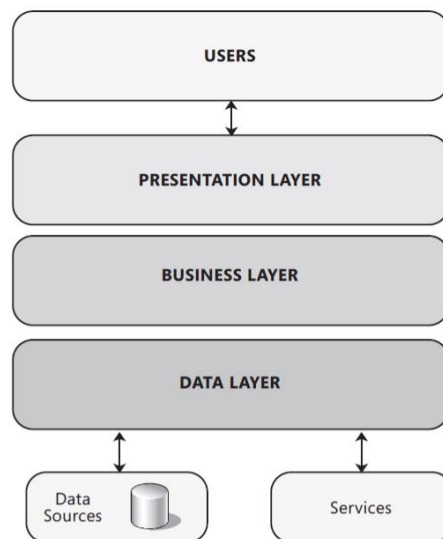 USERS
PRESENTATION LAYER
BUSINESS LAYER
DATA LAYER
Data
Sources
Services